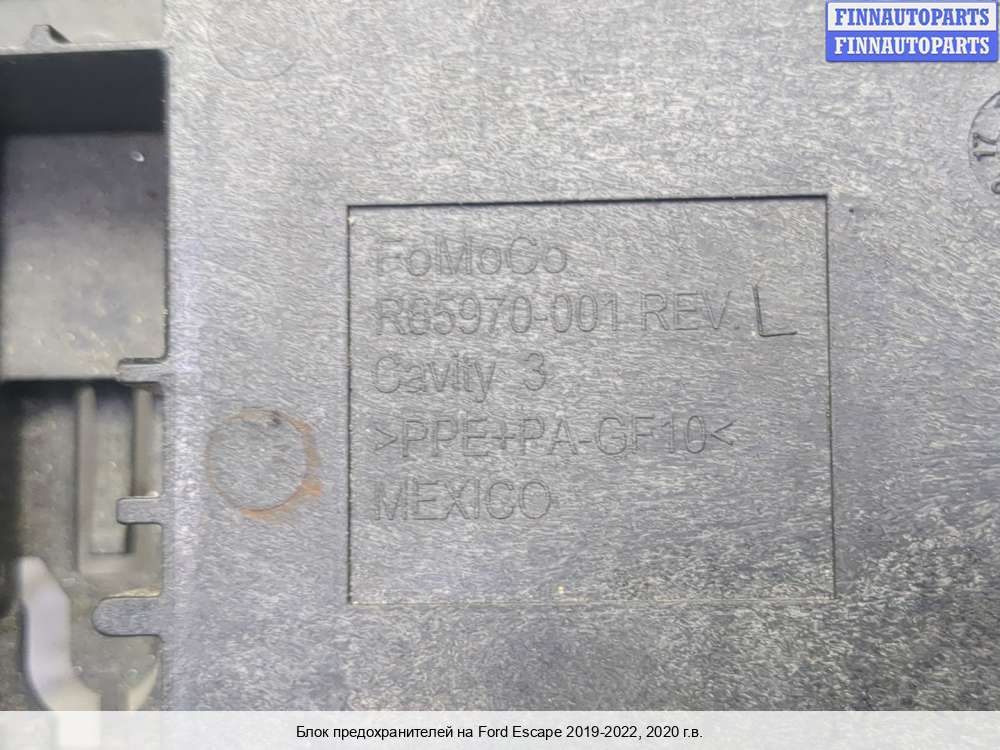 FINNAUTOPARTS
FINNAUTOPARTS
17
FoMoCo
R65970-001 REV. L
Cavity 3
>PPE+PA-GF10<
MEXICO
Блок предохранителей на Ford Escape 2019-2022, 2020 г.в.